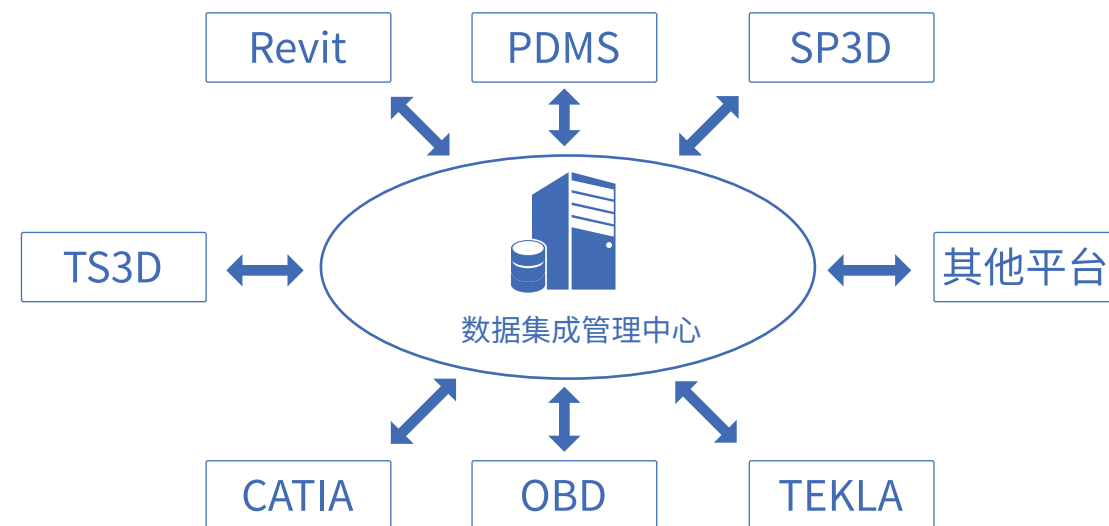 Revit
PDMS
SP3D
TS3D
数据集成管理中心
其他平台
CATIA
OBD
TEKLA